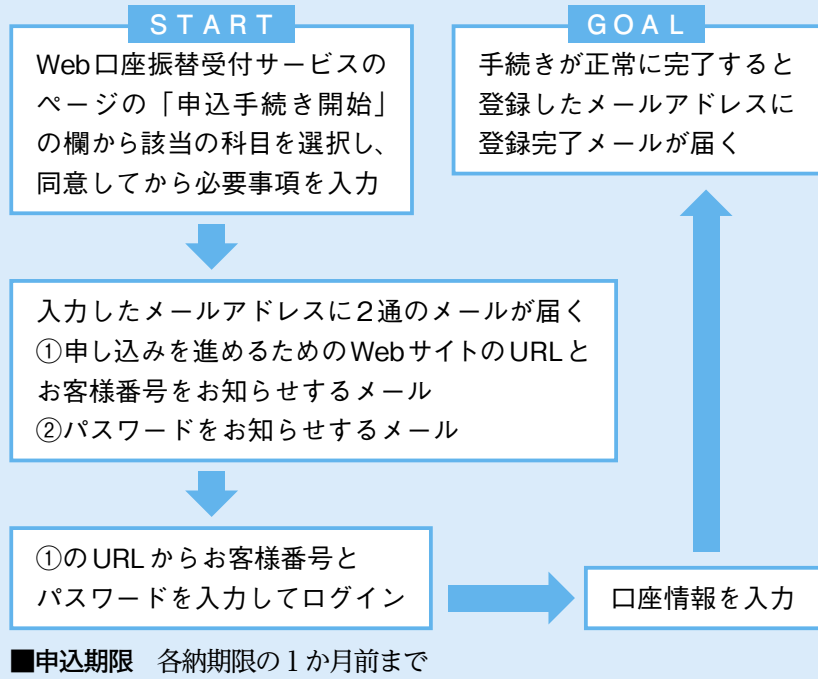 START
Web口座振替受付サービスの
ページの「申込手続き開始」
の欄から該当の科目を選択し、
同意してから必要事項を入力
入力したメールアドレスに2通のメールが届く
①申し込みを進めるためのWebサイトのURLと
お客様番号をお知らせするメール
②パスワードをお知らせするメール
①のURLからお客様番号と
パスワードを入力してログイン
口座情報を入力
GOAL
手続きが正常に完了すると
登録したメールアドレスに
登録完了メールが届く
■申込期限 各納期限の1か月前まで